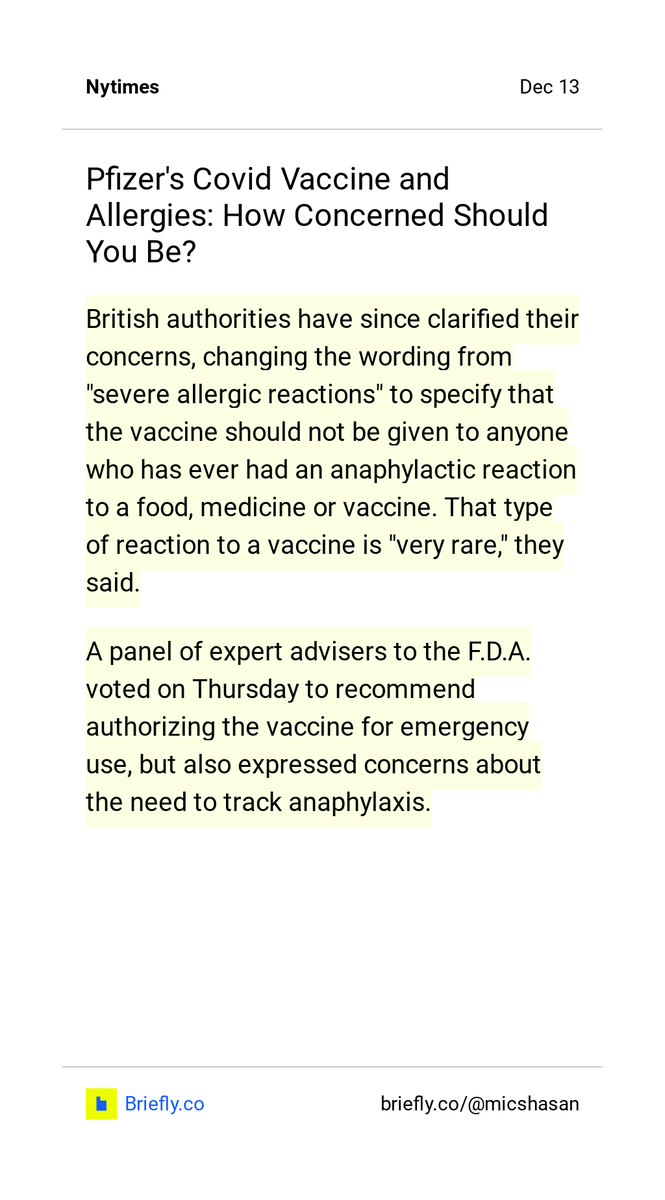 Nytimes
Dec 13
Pfizer's Covid Vaccine and
Allergies: How Concerned Should
You Be?
British authorities have since clarified their
concerns, changing the wording from
"severe allergic reactions" to specify that
the vaccine should not be given to anyone
who has ever had an anaphylactic reaction
to a food, medicine or vaccine. That type
of reaction to a vaccine is "very rare," they
said.
A panel of expert advisers to the F.D.A.
voted on Thursday to recommend
authorizing the vaccine for emergency
use, but also expressed concerns about
the need to track anaphylaxis.
Briefly.co
briefly.co/@micshasan